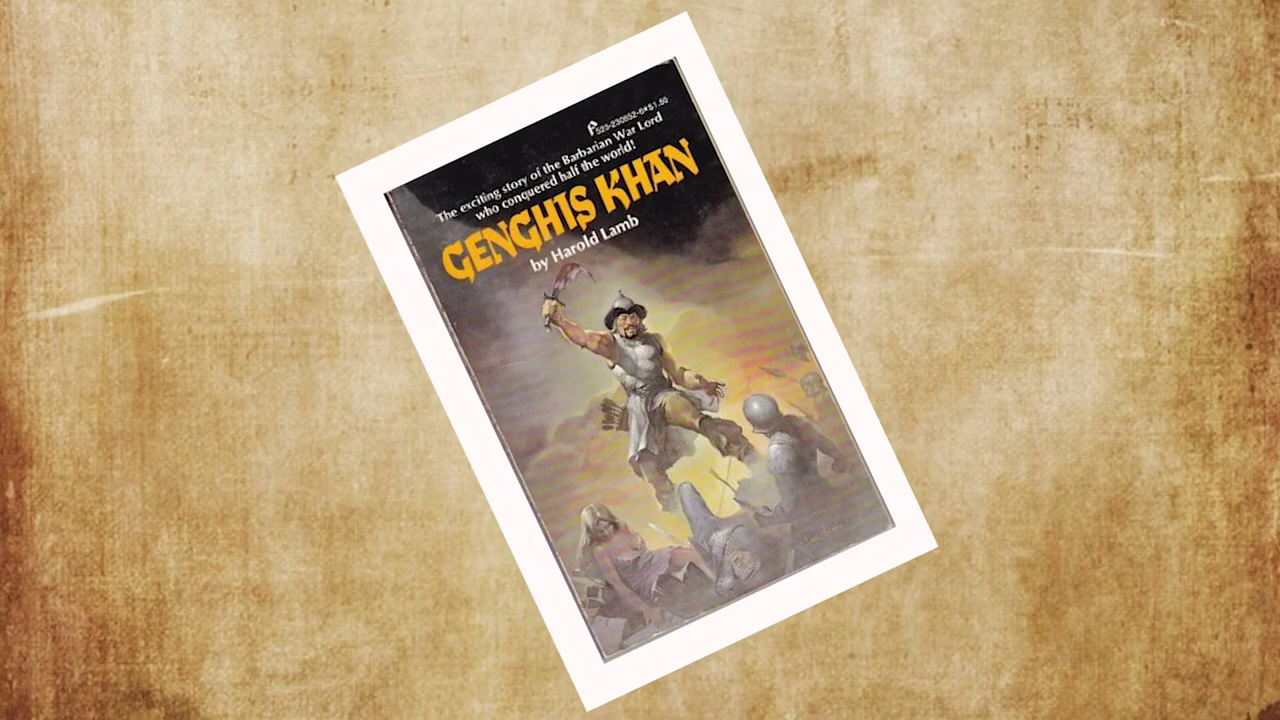 523-230652-6★$1.50
The exciting story of the Barbarian War Lord
who conquered half the world!
GENGHIS KHAN
by Harold Lamb